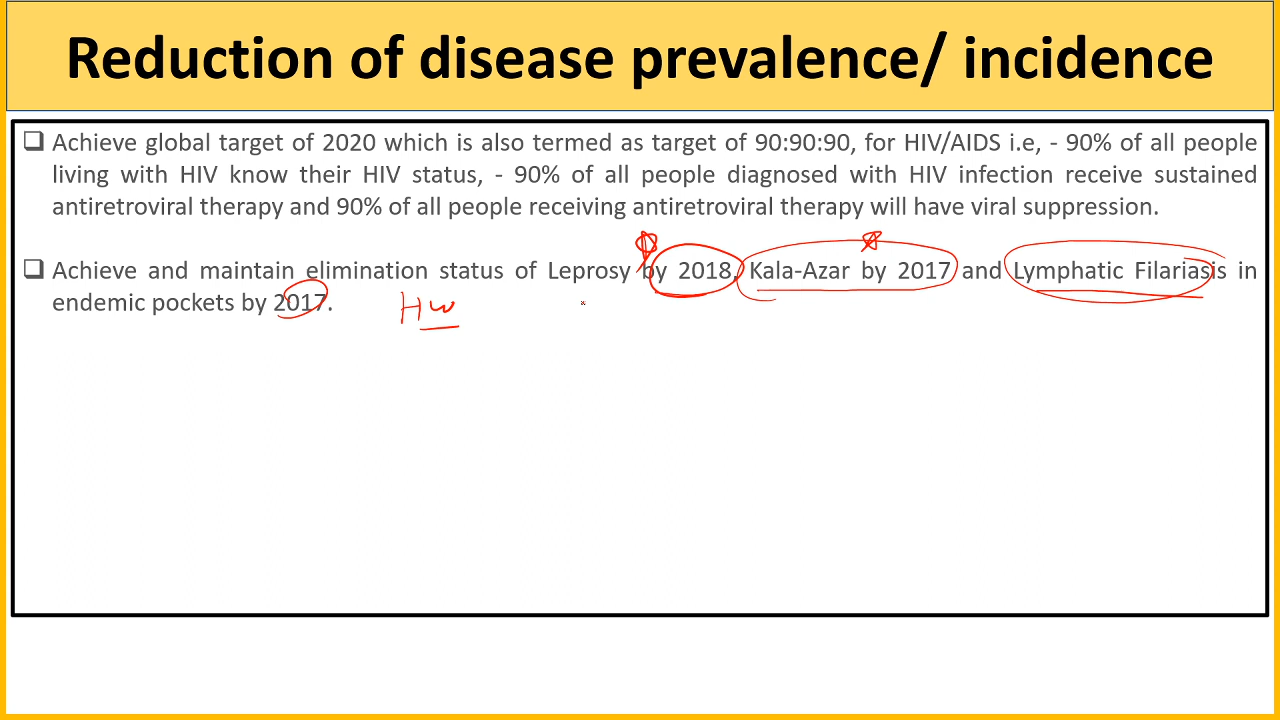 Reduction of disease prevalence/ incidence
❑ Achieve global target of 2020 which is also termed as target of 90:90:90, for HIV/AIDS i.e, - 90% of all people
living with HIV know their HIV status, - 90% of all people diagnosed with HIV infection receive sustained
antiretroviral therapy and 90% of all people receiving antiretroviral therapy will have viral suppression.
❑ Achieve and maintain elimination status of Leprosy by 2018, Kala-Azar by 2017 and Lymphatic Filariasis in
endemic pockets by 2017.
HW